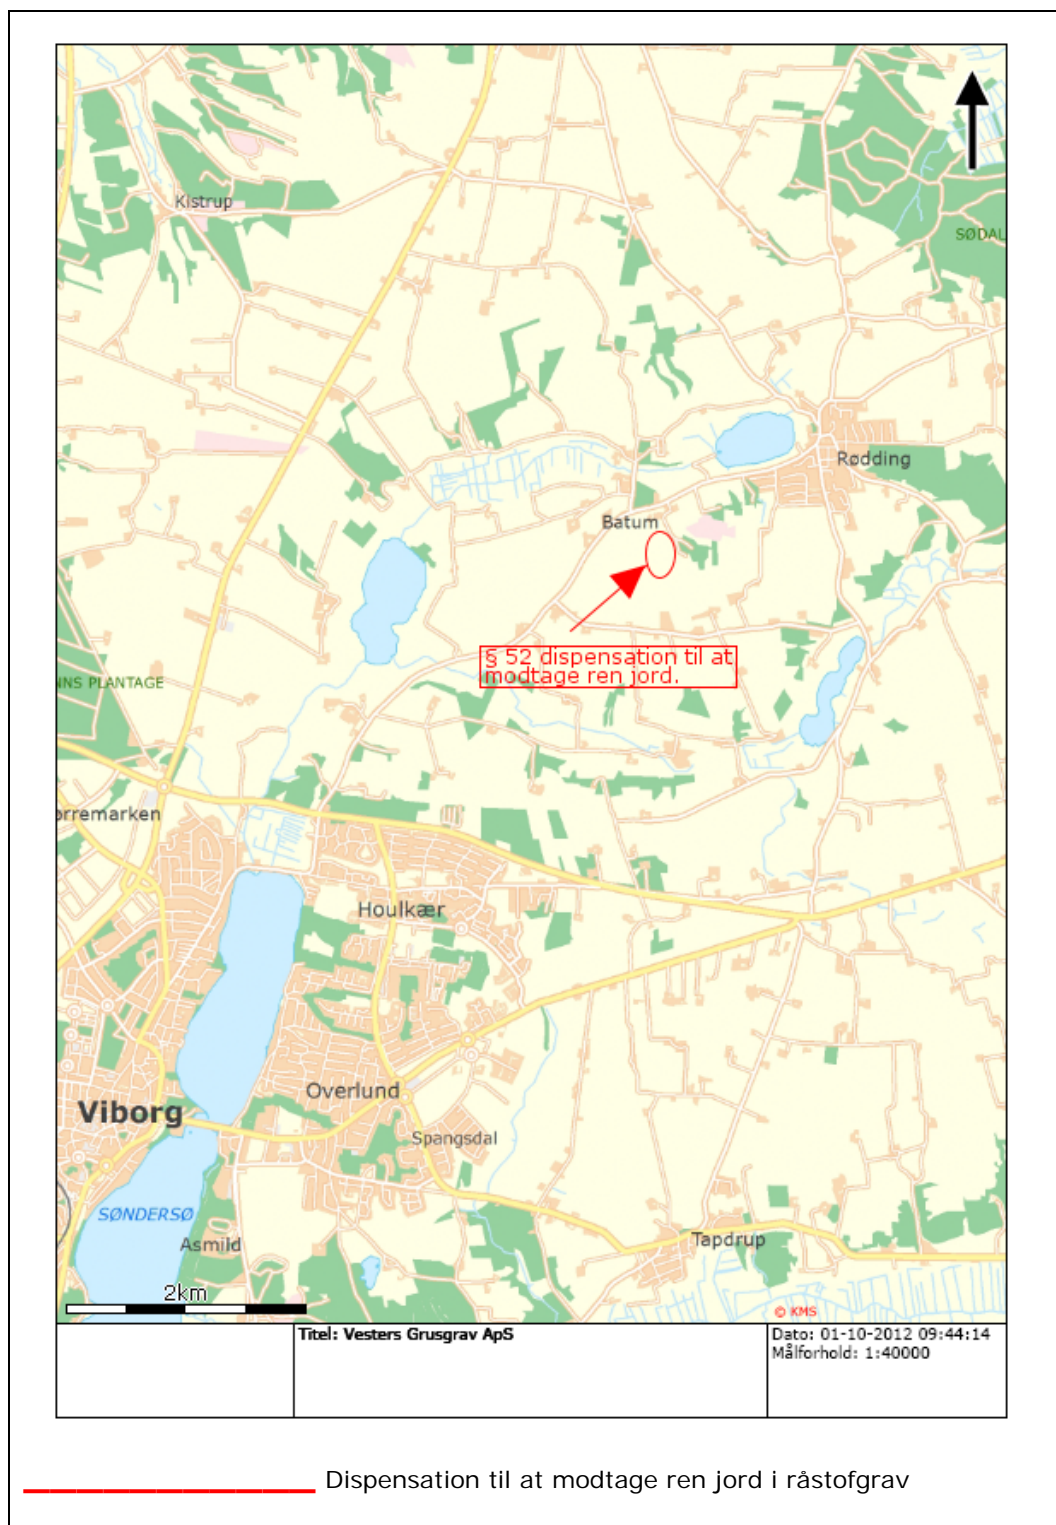 Kistrup
SØDAL
Rødding
Batum
§ 52 dispensation til at
modtage ren jord.
NNS PLANTAGE
ørremarken
Houlkær
Overlund
Viborg
Spangsdal
SØNDERSØ
Asmild
Tapdrup
2km
© KMS
Titel: Vesters Grusgrav ApS
Dato: 01-10-2012 09:44:14
Målforhold: 1:40000
Dispensation til at modtage ren jord i råstofgrav